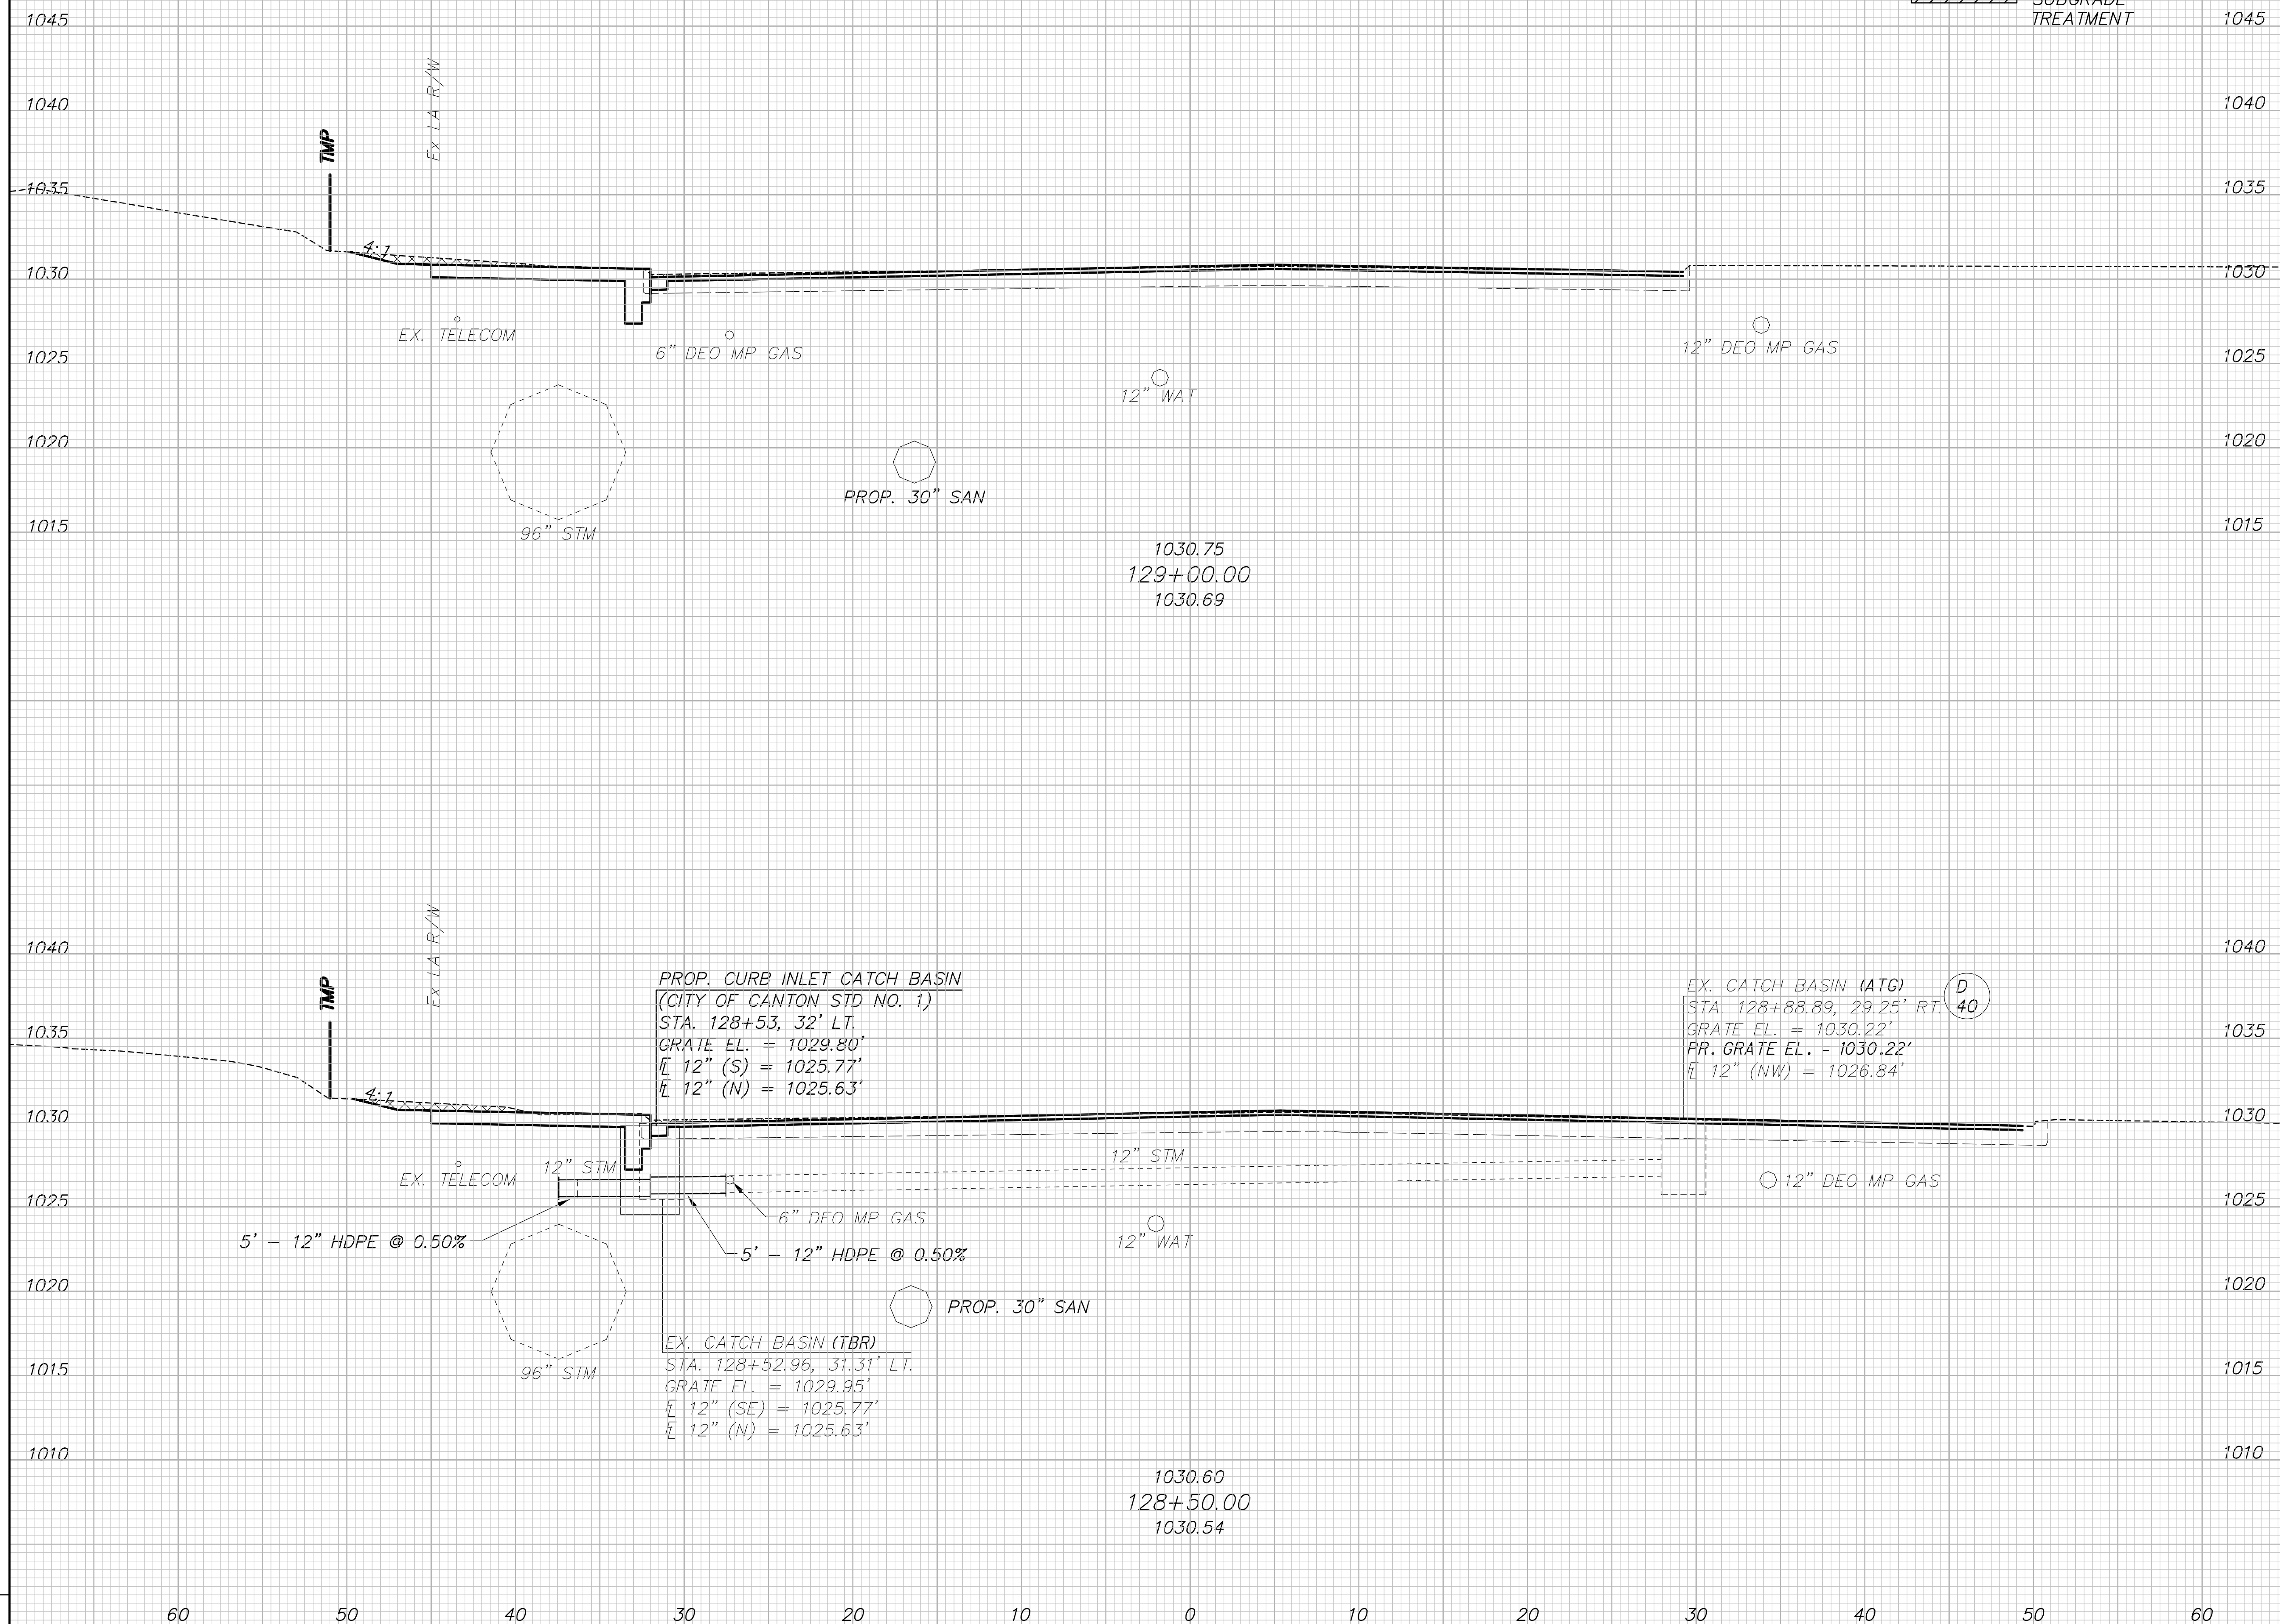 SUBGRADE
TREATMENT
1045
1045
1040
Ex LA R/W
1040
TMP
1035
1035
4:1
1030
1030
EX. TELECOM
6" DEO MP GAS
12" DEO MP GAS
1025
1025
12" WAT
1020
1020
PROP. 30" SAN
1015
96" STM
1015
1030.75
129+00.00
1030.69
1040
Ex LA R/W
1040
TMP
PROP. CURB INLET CATCH BASIN
(CITY OF CANTON STD NO. 1)
STA. 128+53, 32' LT.
GRATE EL. = 1029.80'
FL 12" (S) = 1025.77'
FL 12" (N) = 1025.63'
EX. CATCH BASIN (ATG)
STA. 128+88.89, 29.25' RT.
GRATE EL. = 1030.22'
PR. GRATE EL. = 1030.22'
FL 12" (NW) = 1026.84'
D
40
1035
1035
4:1
1030
1030
12" STM
12" STM
EX. TELECOM
12" DEO MP GAS
1025
1025
6" DEO MP GAS
5' - 12" HDPE @ 0.50%
5' - 12" HDPE @ 0.50%
12" WAT
1020
1020
PROP. 30" SAN
96" STM
EX. CATCH BASIN (TBR)
STA. 128+52.96, 31.31' LT.
GRATE EL. = 1029.95'
FL 12" (SE) = 1025.77'
FL 12" (N) = 1025.63'
1015
1015
1010
1010
1030.60
128+50.00
1030.54
60 50 40 30 20 10 0 10 20 30 40 50 60